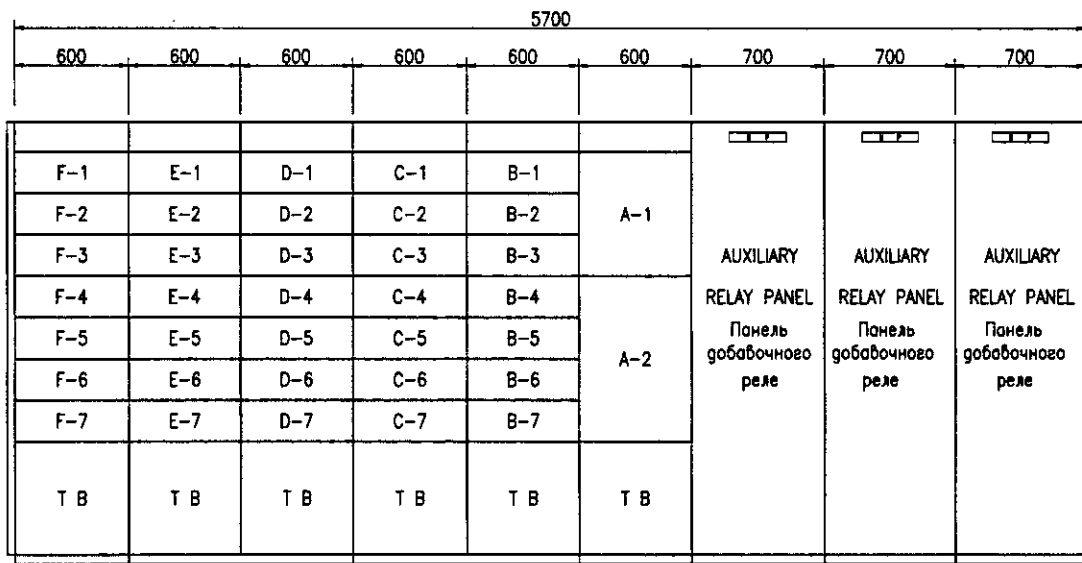 5700
600 600 600 600 600 600 700 700 700
F-1 E-1 D-1 C-1 B-1
F-2 E-2 D-2 C-2 B-2 A-1
F-3 E-3 D-3 C-3 B-3 AUXILIARY AUXILIARY AUXILIARY
F-4 E-4 D-4 C-4 B-4 RELAY PANEL RELAY PANEL RELAY PANEL
F-5 E-5 D-5 C-5 B-5 Панель Панель Панель
A-2 добавочного добавочного добавочного
F-6 E-6 D-6 C-6 B-6 реле реле реле
F-7 E-7 D-7 C-7 B-7
T B T B T B T B T B T B